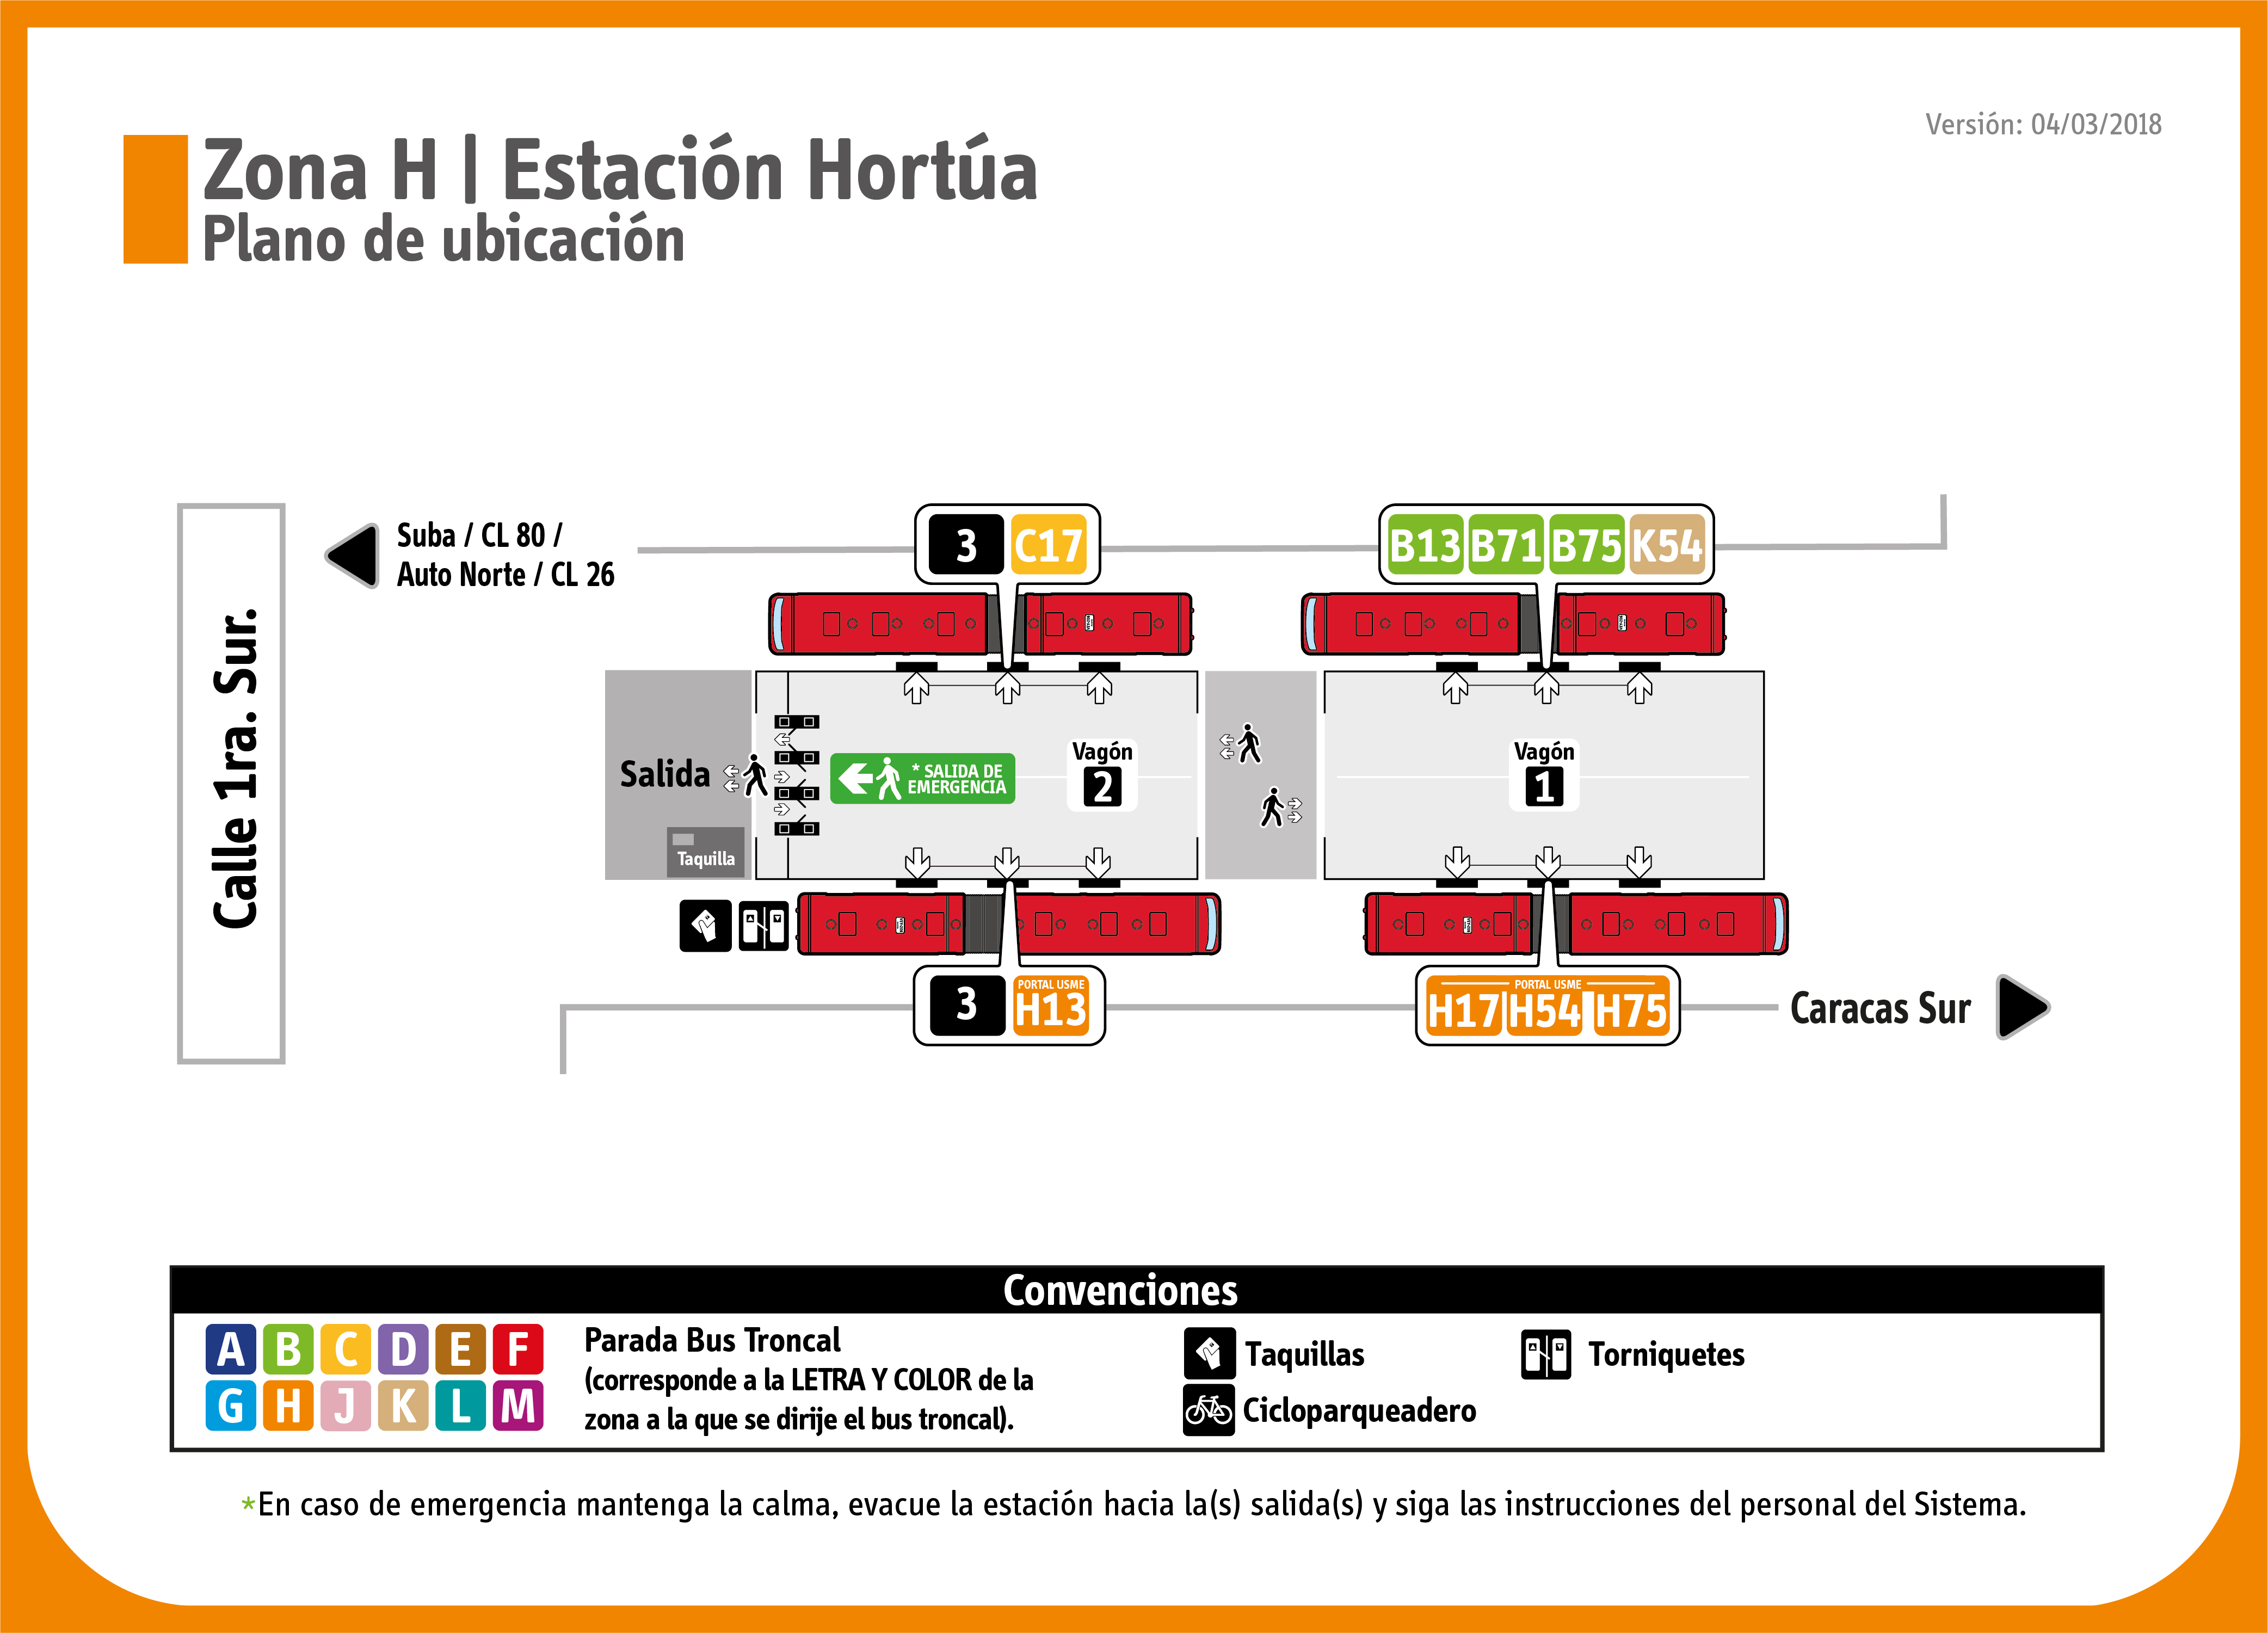 Versión: 04/03/2018
Zona H | Estación Hortúa
Plano de ubicación
Calle 1ra. Sur.
Suba / CL 80 /
Auto Norte / CL 26
3 C17
B13 B71 B75 K54
Salida
* SALIDA DE
EMERGENCIA
Vagón
2
Vagón
1
Taquilla
3
PORTAL USME
H13
PORTAL USME
H17 H54 H75
Caracas Sur
Convenciones
A B C D E F
G H J K L M
Parada Bus Troncal
(corresponde a la LETRA Y COLOR de la
zona a la que se dirije el bus troncal).
Taquillas
Cicloparqueadero
Torniquetes
*En caso de emergencia mantenga la calma, evacue la estación hacia la(s) salida(s) y siga las instrucciones del personal del Sistema.